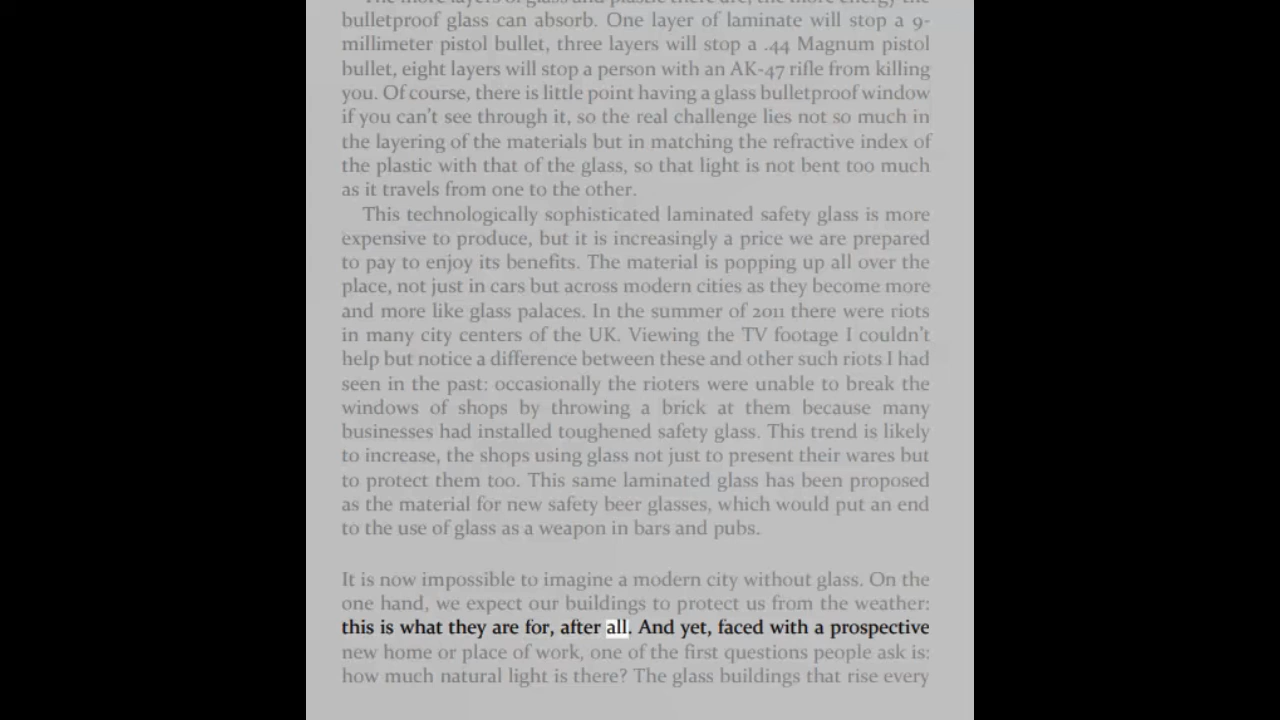 The more layers of glass and plastic there are, the more energy the
bulletproof glass can absorb. One layer of laminate will stop a 9-
millimeter pistol bullet, three layers will stop a .44 Magnum pistol
bullet, eight layers will stop a person with an AK-47 rifle from killing
you. Of course, there is little point having a glass bulletproof window
if you can't see through it, so the real challenge lies not so much in
the layering of the materials but in matching the refractive index of
the plastic with that of the glass, so that light is not bent too much
as it travels from one to the other.
This technologically sophisticated laminated safety glass is more
expensive to produce, but it is increasingly a price we are prepared
to pay to enjoy its benefits. The material is popping up all over the
place, not just in cars but across modern cities as they become more
and more like glass palaces. In the summer of 2011 there were riots
in many city centers of the UK. Viewing the TV footage I couldn't
help but notice a difference between these and other such riots I had
seen in the past: occasionally the rioters were unable to break the
windows of shops by throwing a brick at them because many
businesses had installed toughened safety glass. This trend is likely
to increase, the shops using glass not just to present their wares but
to protect them too. This same laminated glass has been proposed
as the material for new safety beer glasses, which would put an end
to the use of glass as a weapon in bars and pubs.
It is now impossible to imagine a modern city without glass. On the
one hand, we expect our buildings to protect us from the weather:
this is what they are for, after all. And yet, faced with a prospective
new home or place of work, one of the first questions people ask is:
how much natural light is there? The glass buildings that rise every